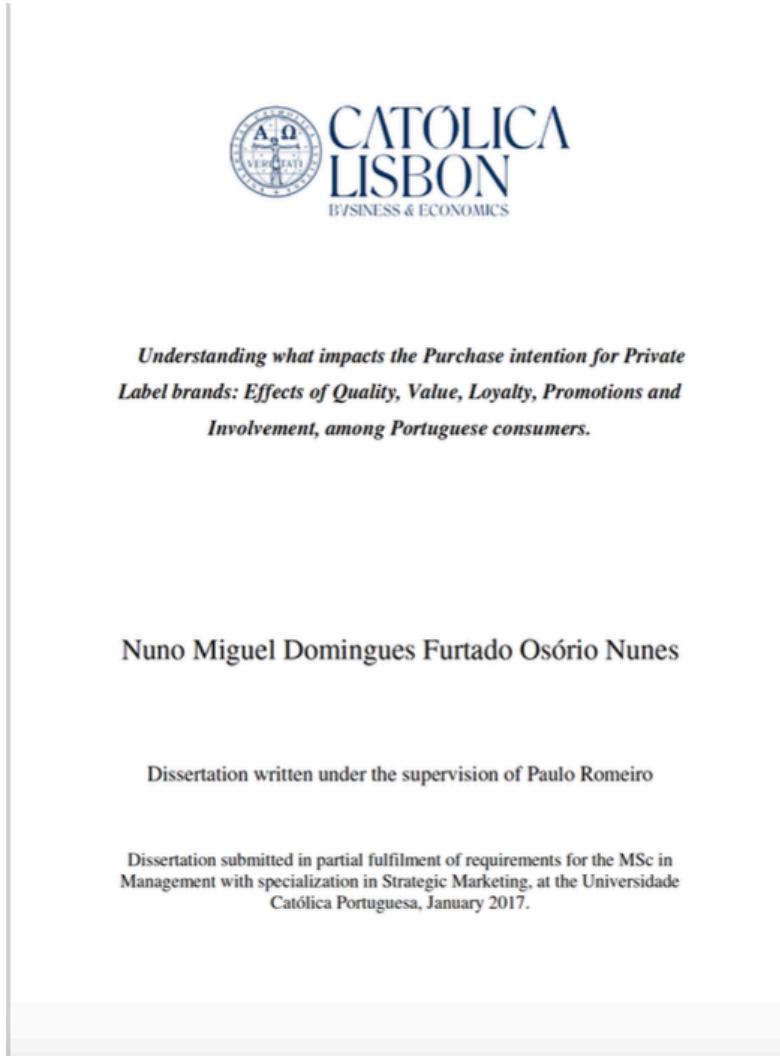 Α Ω
VERITATI
CATÓLICA
LISBON
BVSINESS & ECONOMICS
Understanding what impacts the Purchase intention for Private
Label brands: Effects of Quality, Value, Loyalty, Promotions and
Involvement, among Portuguese consumers.
Nuno Miguel Domingues Furtado Osório Nunes
Dissertation written under the supervision of Paulo Romeiro
Dissertation submitted in partial fulfilment of requirements for the MSc in
Management with specialization in Strategic Marketing, at the Universidade
Católica Portuguesa, January 2017.